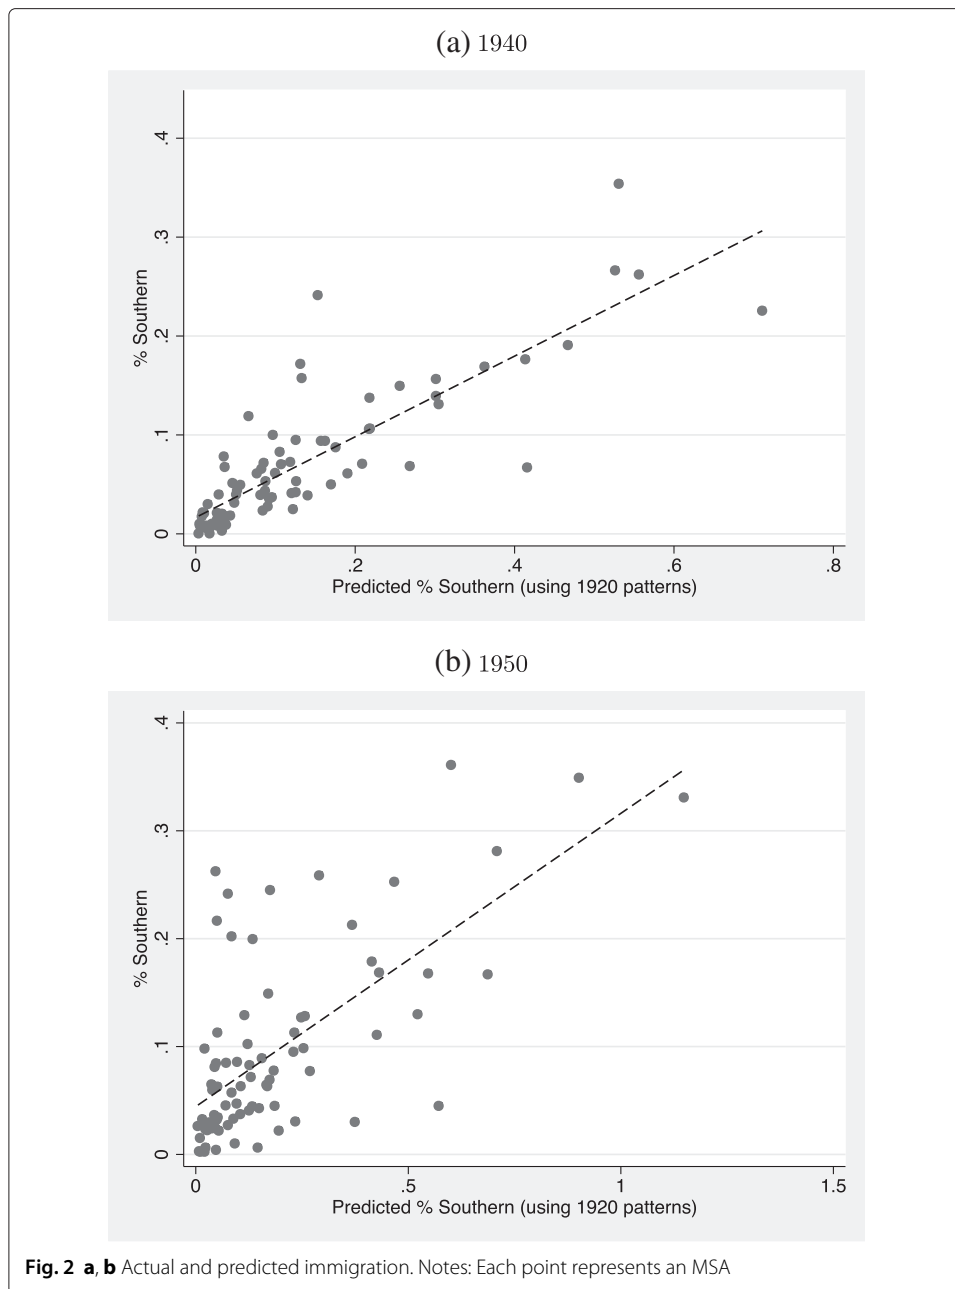 (a) 1940
.4
.3
.2
.1
0
% Southern
0 .2 .4 .6 .8
Predicted % Southern (using 1920 patterns)
(b) 1950
.4
.3
.2
.1
0
% Southern
0 .5 1 1.5
Predicted % Southern (using 1920 patterns)
Fig. 2 a, b Actual and predicted immigration. Notes: Each point represents an MSA